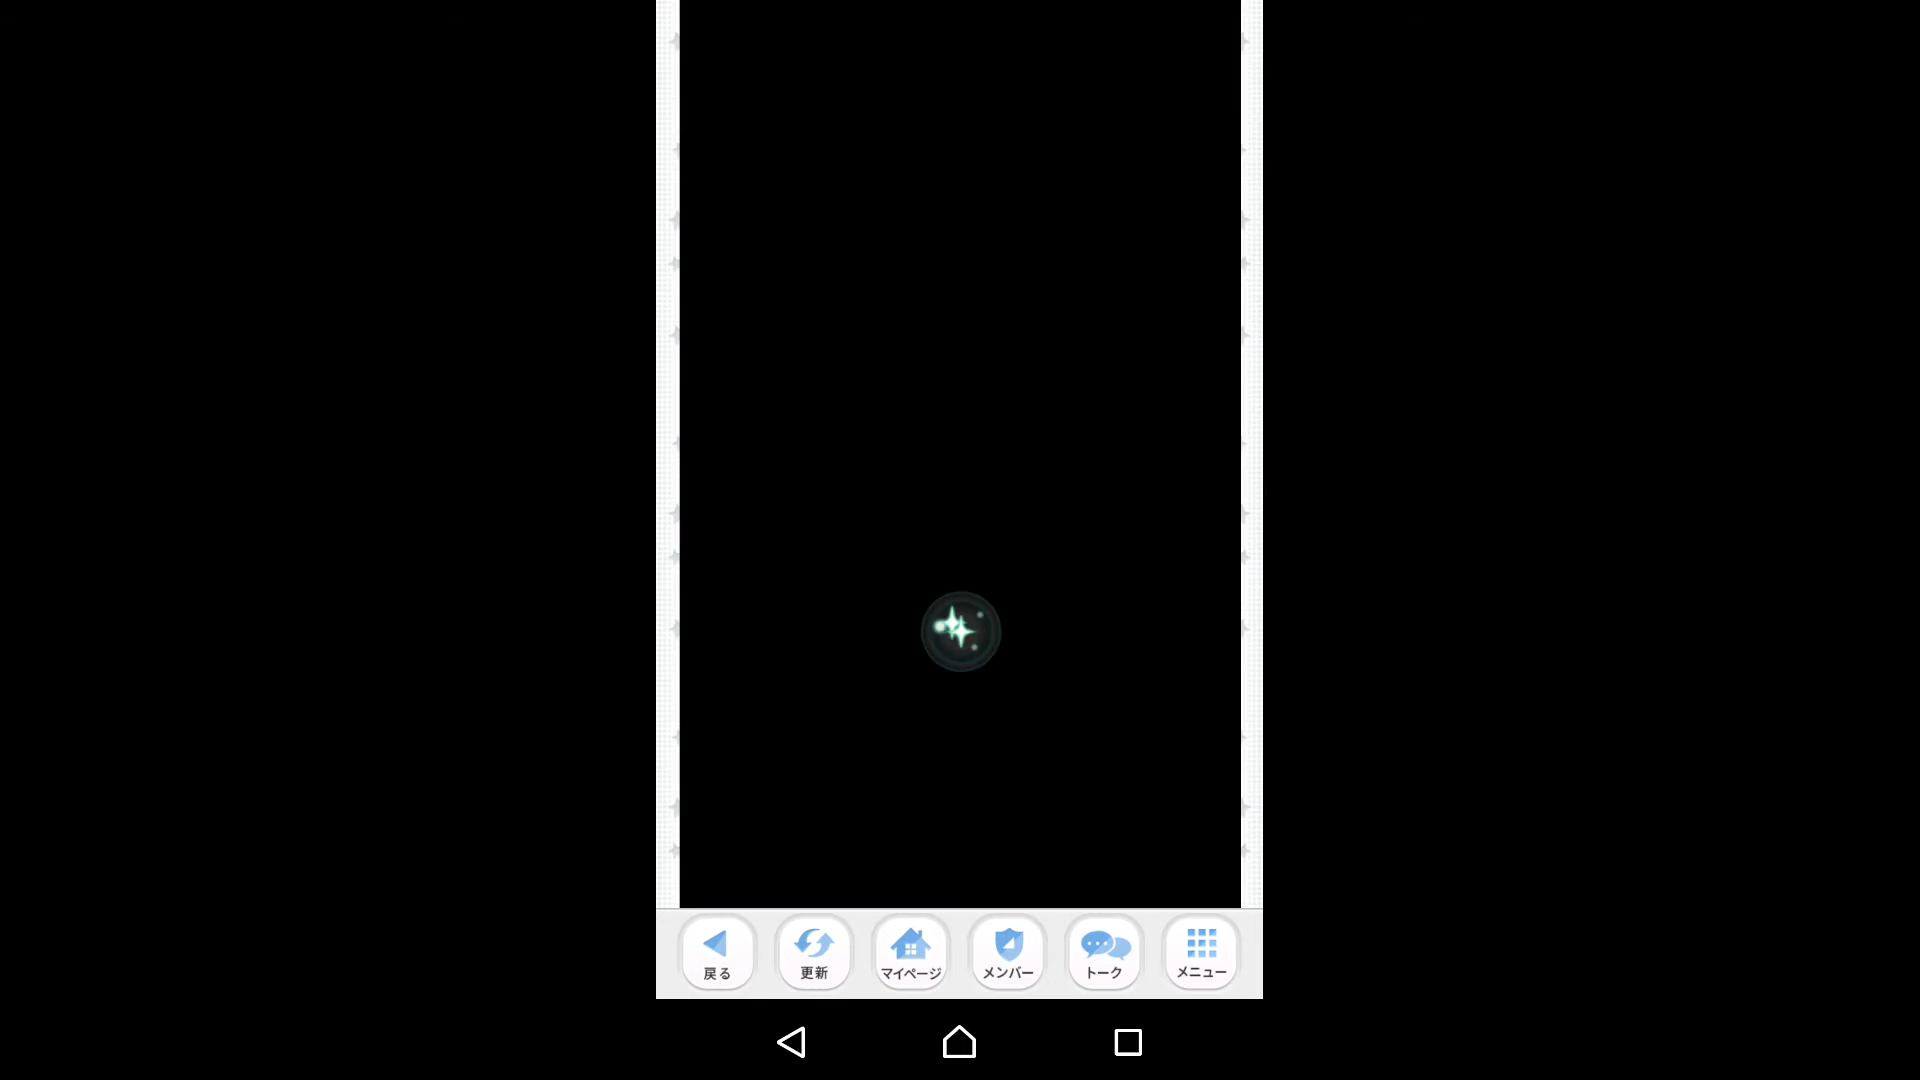 戻る
更新
マイページ
メンバー
トーク
メニュー